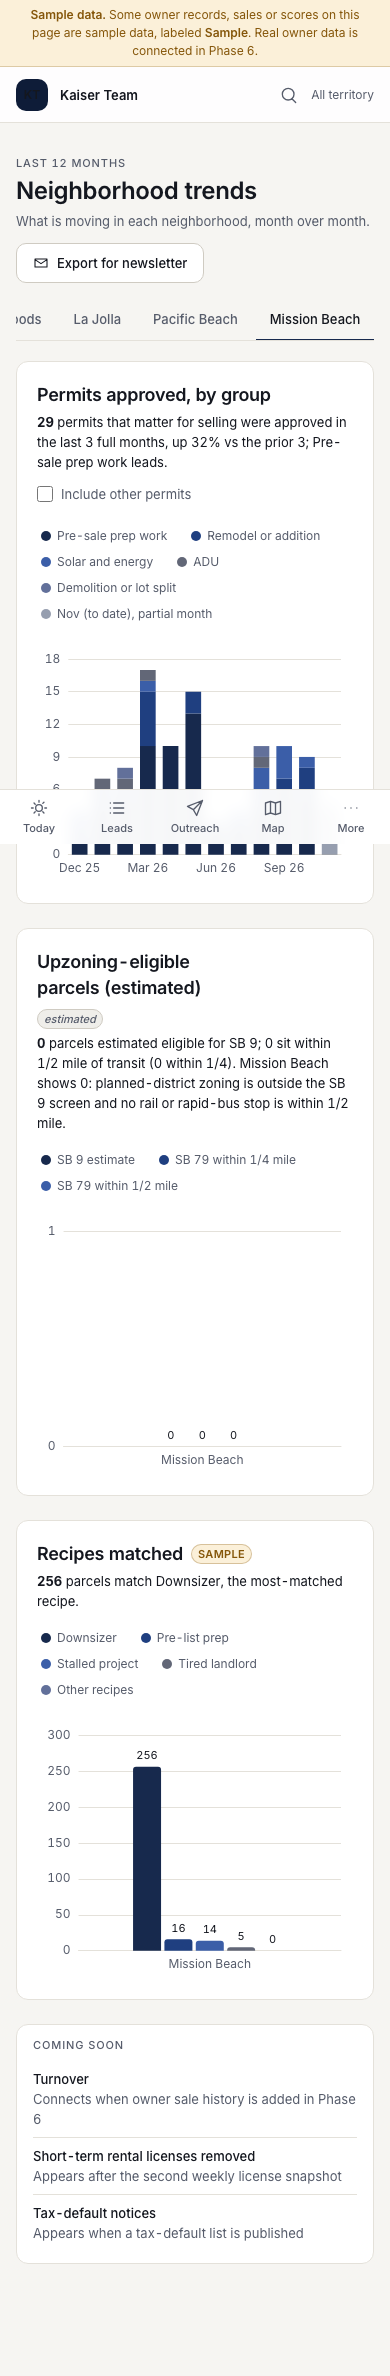 Sample data. Some owner records, sales or scores on this
page are sample data, labeled Sample. Real owner data is
connected in Phase 6.
Kaiser Team
All territory
LAST 12 MONTHS
Neighborhood trends
What is moving in each neighborhood, month over month.
Export for newsletter
oods La Jolla Pacific Beach Mission Beach
Permits approved, by group
29 permits that matter for selling were approved in
the last 3 full months, up 32% vs the prior 3; Pre-
sale prep work leads.
Include other permits
Pre-sale prep work Remodel or addition
Solar and energy ADU
Demolition or lot split
Nov (to date), partial month
18
15
12
9
6
Today Leads Outreach Map More
0
Dec 25 Mar 26 Jun 26 Sep 26
Upzoning-eligible
parcels (estimated)
estimated
0 parcels estimated eligible for SB 9; 0 sit within
1/2 mile of transit (0 within 1/4). Mission Beach
shows 0: planned-district zoning is outside the SB
9 screen and no rail or rapid-bus stop is within 1/2
mile.
SB 9 estimate SB 79 within 1/4 mile
SB 79 within 1/2 mile
1
0 0 0
0
Mission Beach
Recipes matched SAMPLE
256 parcels match Downsizer, the most-matched
recipe.
Downsizer Pre-list prep
Stalled project Tired landlord
Other recipes
300
256
250
200
150
100
50
16 14 5 0
0
Mission Beach
COMING SOON
Turnover
Connects when owner sale history is added in Phase
6
Short-term rental licenses removed
Appears after the second weekly license snapshot
Tax-default notices
Appears when a tax-default list is published